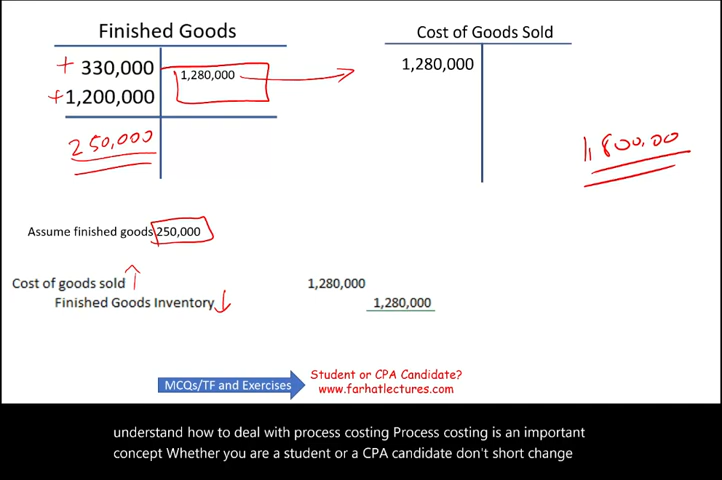 Finished Goods
Cost of Goods Sold
+ 330,000
1,280,000
1,280,000
+1,200,000
250,000
1,800,00
Assume finished goods 250,000
Cost of goods sold
1,280,000
Finished Goods Inventory
1,280,000
MCQs/TF and Exercises
Student or CPA Candidate?
www.farhatlectures.com
understand how to deal with process costing Process costing is an important
concept Whether you are a student or a CPA candidate don't short change